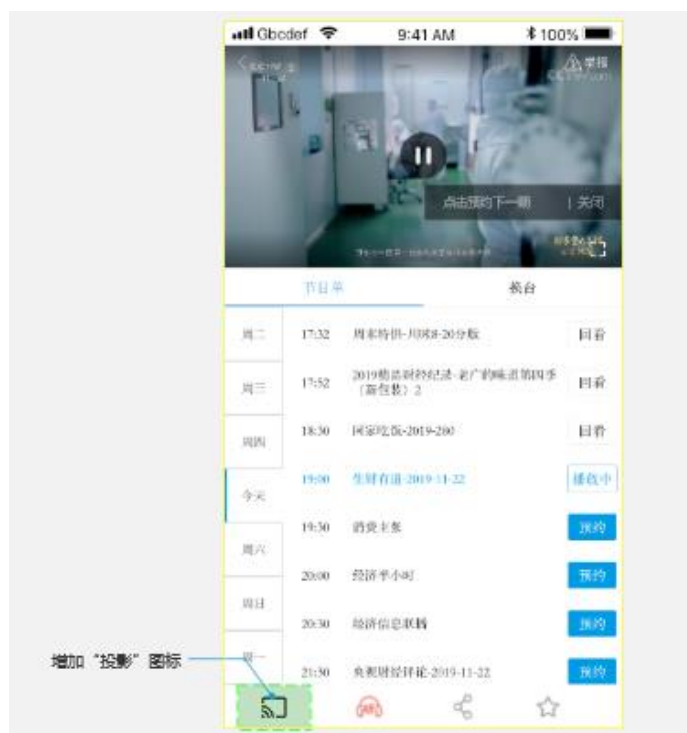 Gbcdef 9:41 AM 100%
举报
点击预约下一期 | 关闭
节目单 换台
周二 17:32 周末特供-川味8-20分版 回看
周三 17:52 2019精品财经纪录-老广的味道第四季
(新包装)2 回看
周四 18:30 回家吃饭-2019-280 回看
今天 19:00 生财有道-2019-11-22 播放中
19:30 消费主张 预约
周六
20:00 经济半小时 预约
周日
20:30 经济信息联播 预约
增加“投影”图标
周一
21:30 央视财经评论-2019-11-22 预约